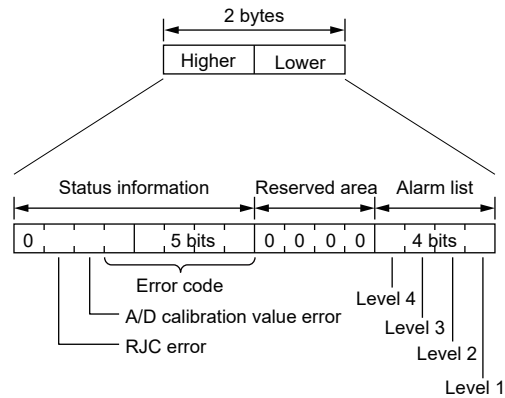 2 bytes
Higher Lower
Status information Reserved area Alarm list
0 5 bits 0 0 0 0 4 bits
Error code
Level 4
A/D calibration value error
Level 3
RJC error
Level 2
Level 1